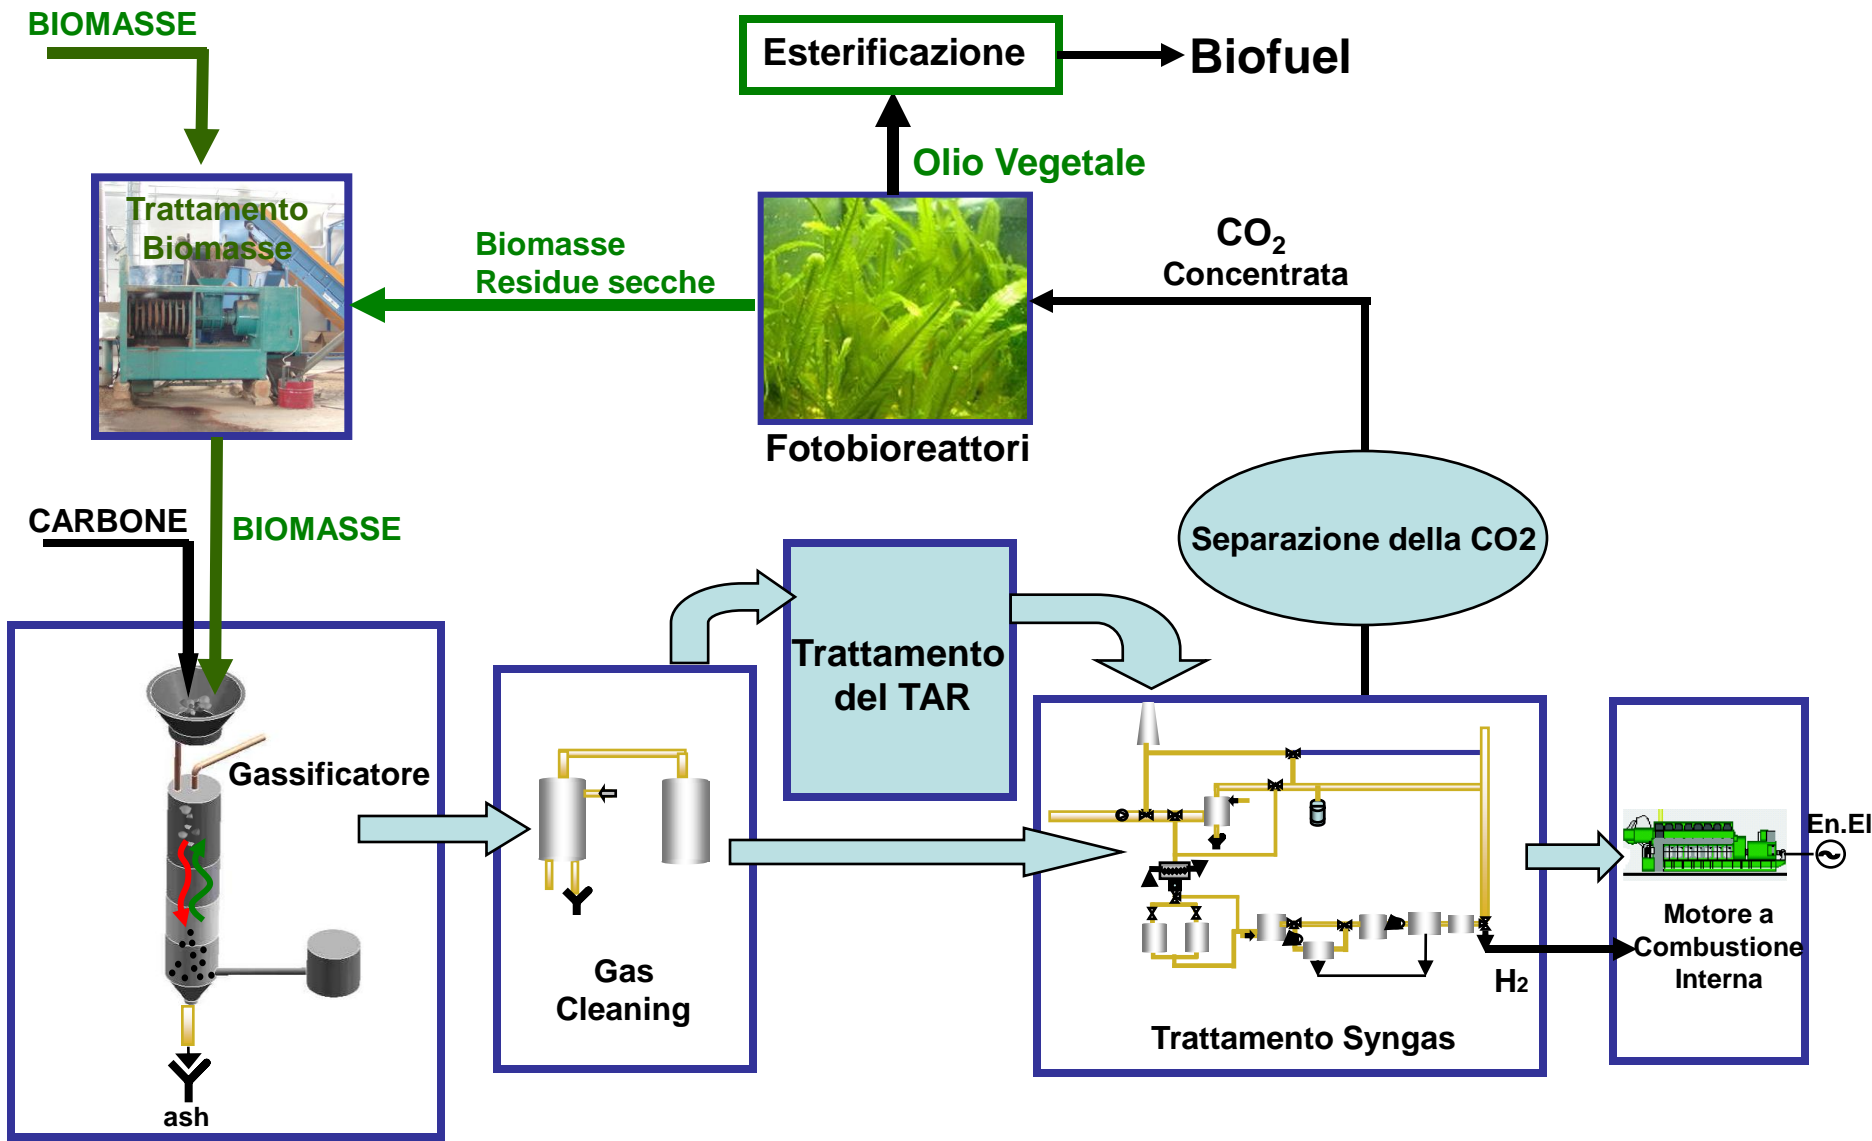 BIOMASSE
Esterificazione
Biofuel
Olio Vegetale
Trattamento
Biomasse
Biomasse
Residue secche
CO2
Concentrata
Fotobioreattori
CARBONE
BIOMASSE
Separazione della CO2
Trattamento
del TAR
Gassificatore
En.El
Motore a
Combustione
Interna
Gas
Cleaning
H2
Trattamento Syngas
ash